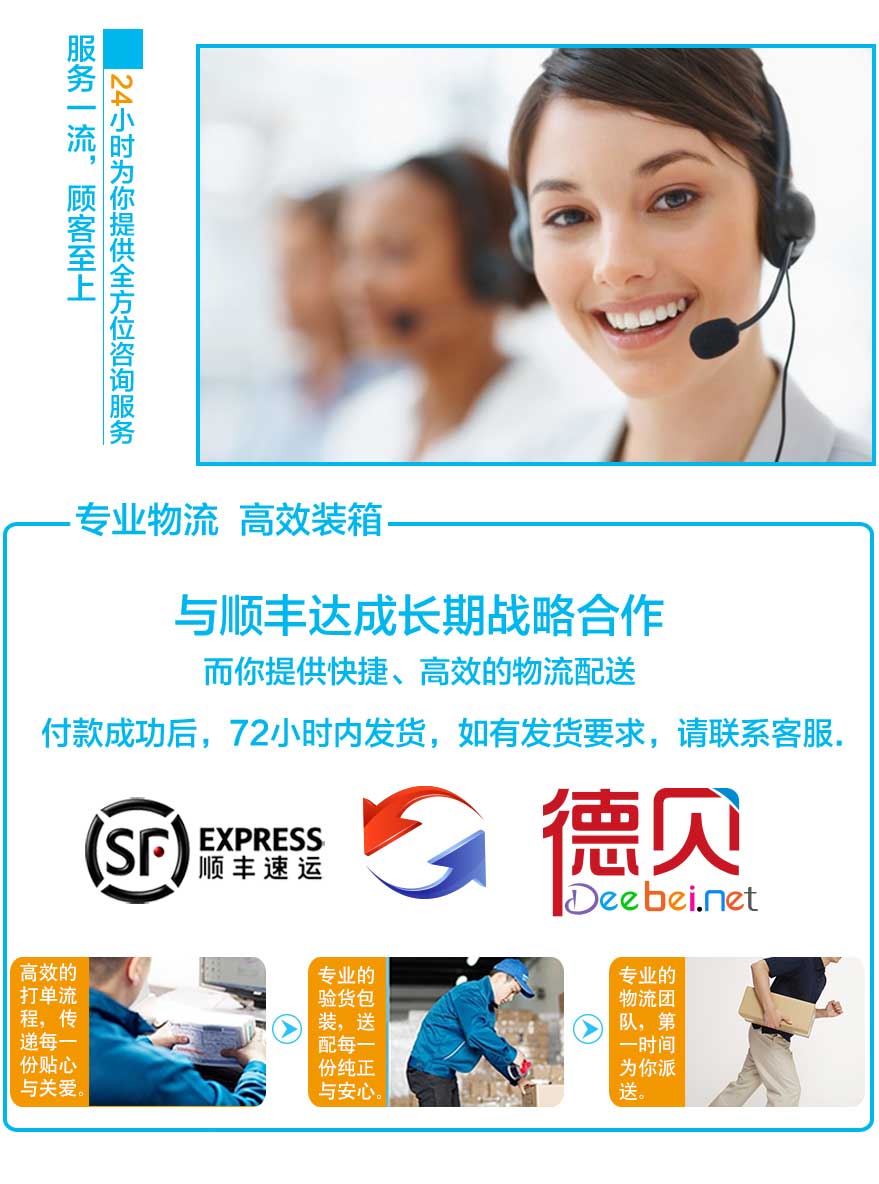 服务一流，顾客至上
24小时为你提供全方位咨询服务
专业物流 高效装箱
与顺丰达成长期战略合作
而你提供快捷、高效的物流配送
付款成功后，72小时内发货，如有发货要求，请联系客服.
SF EXPRESS
顺丰速运
德贝
Deebei.net
高效的
打单流
程，传
递每一
份贴心
与关爱。
专业的
验货包
装，送
配每一
份纯正
与安心。
专业的
物流团
队，第
一时间
为你派
送。